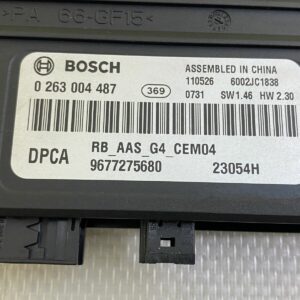 >PA 66-GF15<
BOSCH
ASSEMBLED IN CHINA
110526 6002JC1838
0 263 004 487 369 0731 SW1.46 HW 2.30
DPCA RB_AAS_G4_CEM04
9677275680 23054H